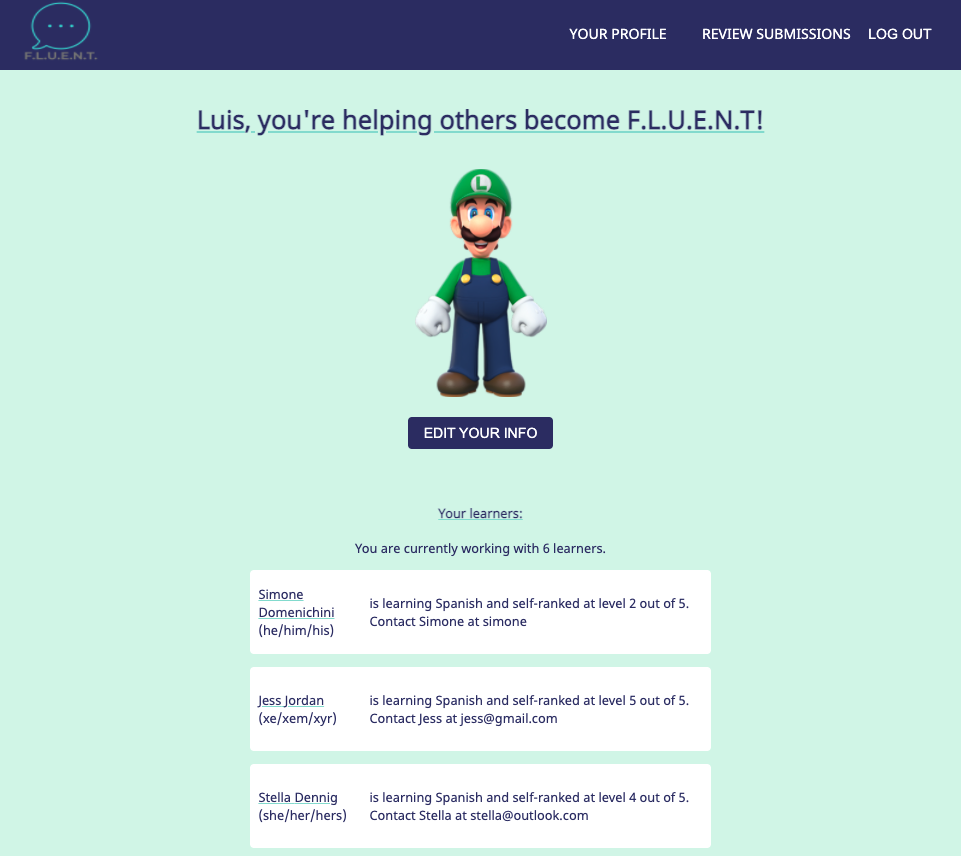 F.L.U.E.N.T.
YOUR PROFILE
REVIEW SUBMISSIONS
LOG OUT
Luis, you're helping others become F.L.U.E.N.T!
L
EDIT YOUR INFO
Your learners:
You are currently working with 6 learners.
Simone
Domenichini
(he/him/his)
is learning Spanish and self-ranked at level 2 out of 5.
Contact Simone at simone
Jess Jordan
(xe/xem/xyr)
is learning Spanish and self-ranked at level 5 out of 5.
Contact Jess at jess@gmail.com
Stella Dennig
(she/her/hers)
is learning Spanish and self-ranked at level 4 out of 5.
Contact Stella at stella@outlook.com